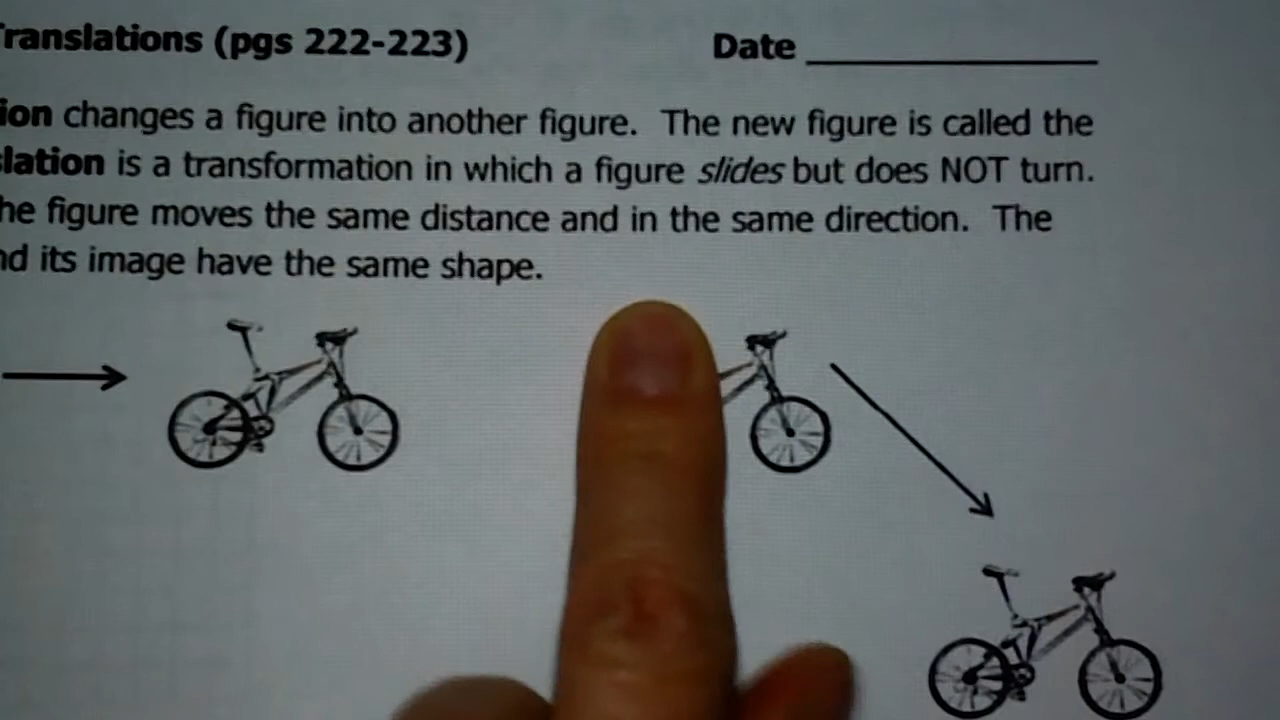 Translations (pgs 222-223) Date
ion changes a figure into another figure. The new figure is called the
lation is a transformation in which a figure slides but does NOT turn.
he figure moves the same distance and in the same direction. The
nd its image have the same shape.